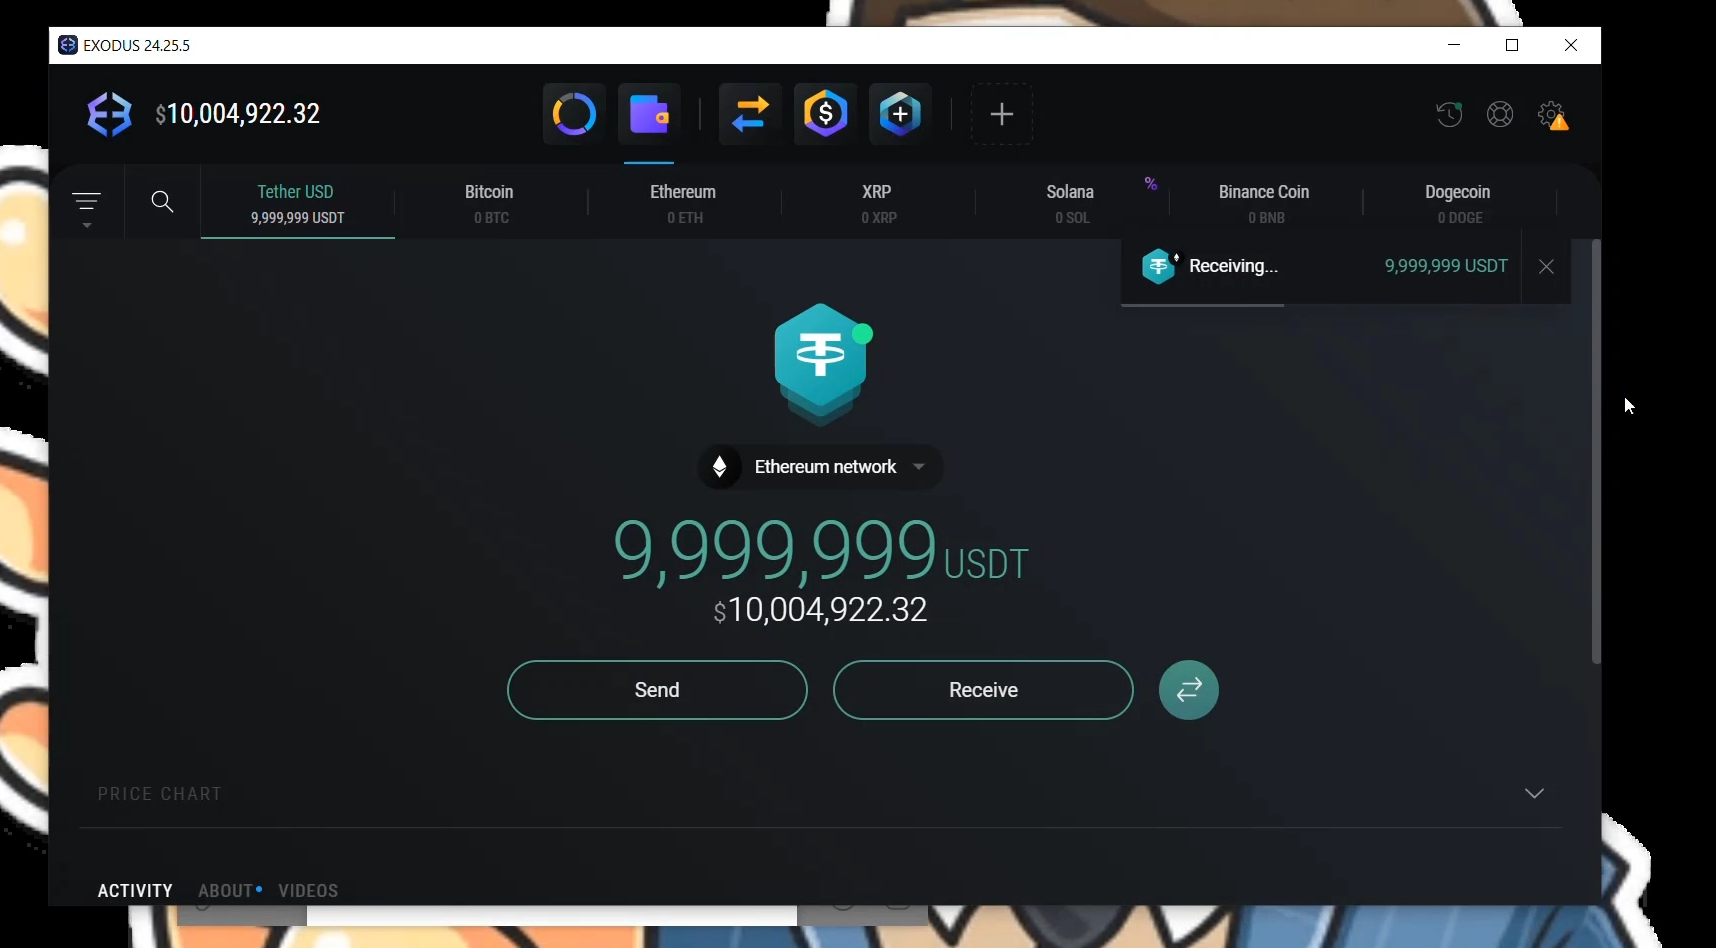 EXODUS 24.25.5
$10,004,922.32
Tether USD
9,999,999 USDT
Bitcoin
0 BTC
Ethereum
0 ETH
XRP
0 XRP
Solana
0 SOL
%
Binance Coin
0 BNB
Dogecoin
0 DOGE
Receiving...
9,999,999 USDT
Ethereum network
9,999,999 USDT
$10,004,922.32
Send
Receive
PRICE CHART
ACTIVITY ABOUT VIDEOS